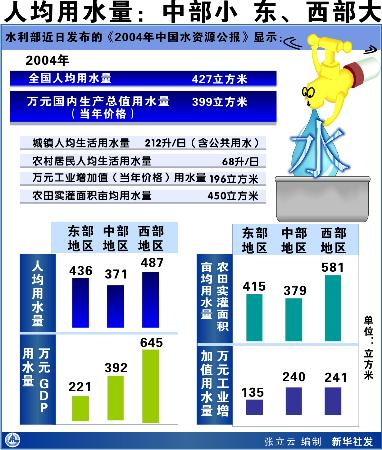 人均用水量：中部小 东、西部大
水利部近日发布的《2004年中国水资源公报》显示：
2004年
全国人均用水量 427立方米
万元国内生产总值用水量 399立方米
（当年价格）
城镇人均生活用水量 212升/日（含公共用水）
农村居民人均生活用水量 68升/日
万元工业增加值（当年价格）用水量 196立方米
农田实灌面积亩均用水量 450立方米
水
东部地区 中部地区 西部地区
人均用水量
436 371 487
万元GDP用水量
221 392 645
东部地区 中部地区 西部地区
农田实灌面积亩均用水量
415 379 581
万元工业增加值用水量
135 240 241
单位：立方米
张立云 编制 新华社发